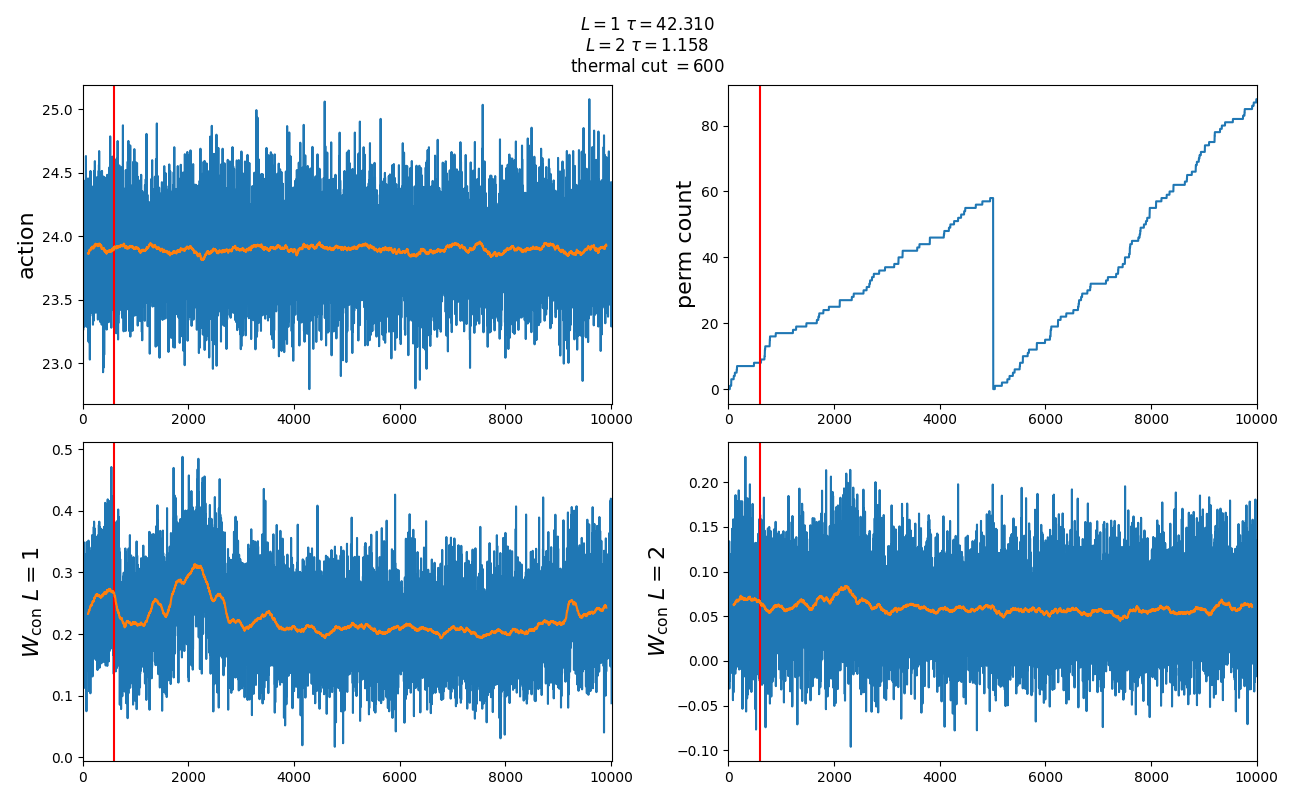 L = 1 τ = 42.310
L = 2 τ = 1.158
thermal cut = 600
action
25.0
24.5
24.0
23.5
23.0
0 2000 4000 6000 8000 10000
perm count
80
60
40
20
0
0 2000 4000 6000 8000 10000
W_con L = 1
0.5
0.4
0.3
0.2
0.1
0.0
0 2000 4000 6000 8000 10000
W_con L = 2
0.20
0.15
0.10
0.05
0.00
−0.05
−0.10
0 2000 4000 6000 8000 10000